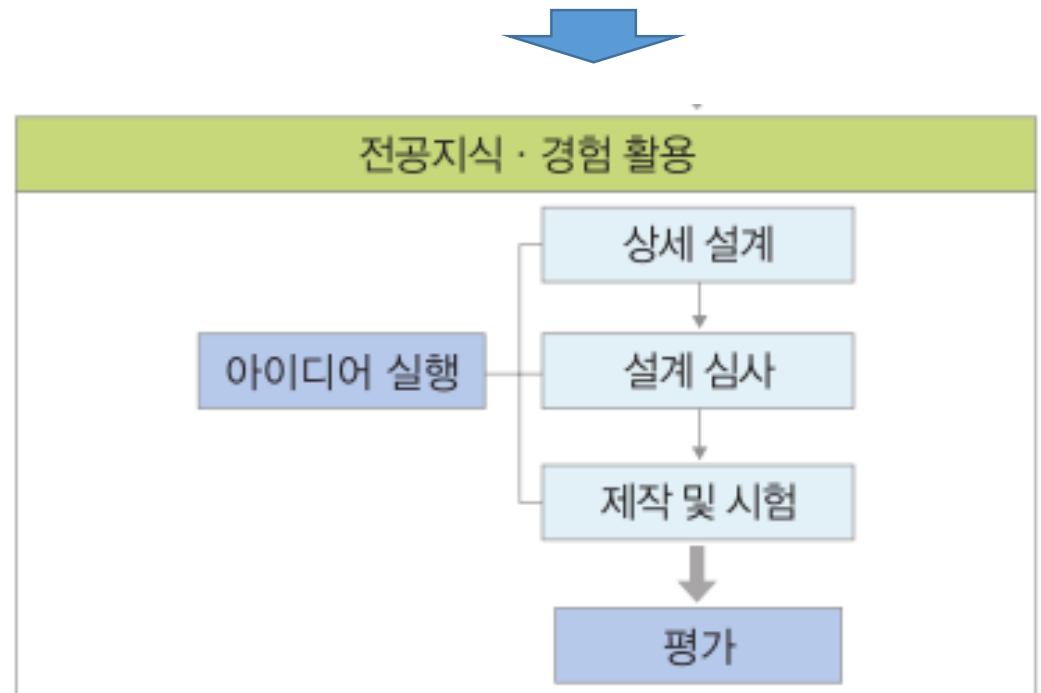 전공지식 · 경험 활용
상세 설계
아이디어 실행
설계 심사
제작 및 시험
평가